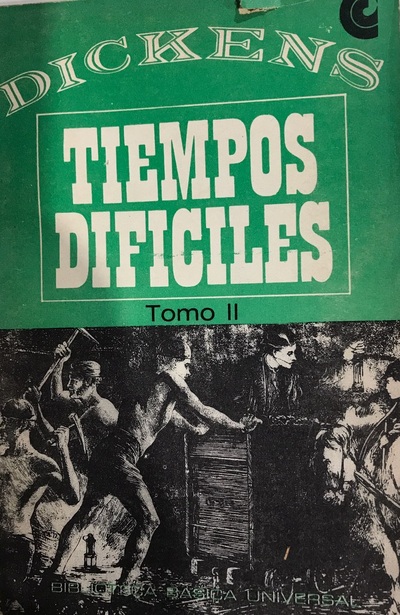 DICKENS
TIEMPOS
DIFICILES
Tomo II
BIBLIOTECA BASICA UNIVERSAL